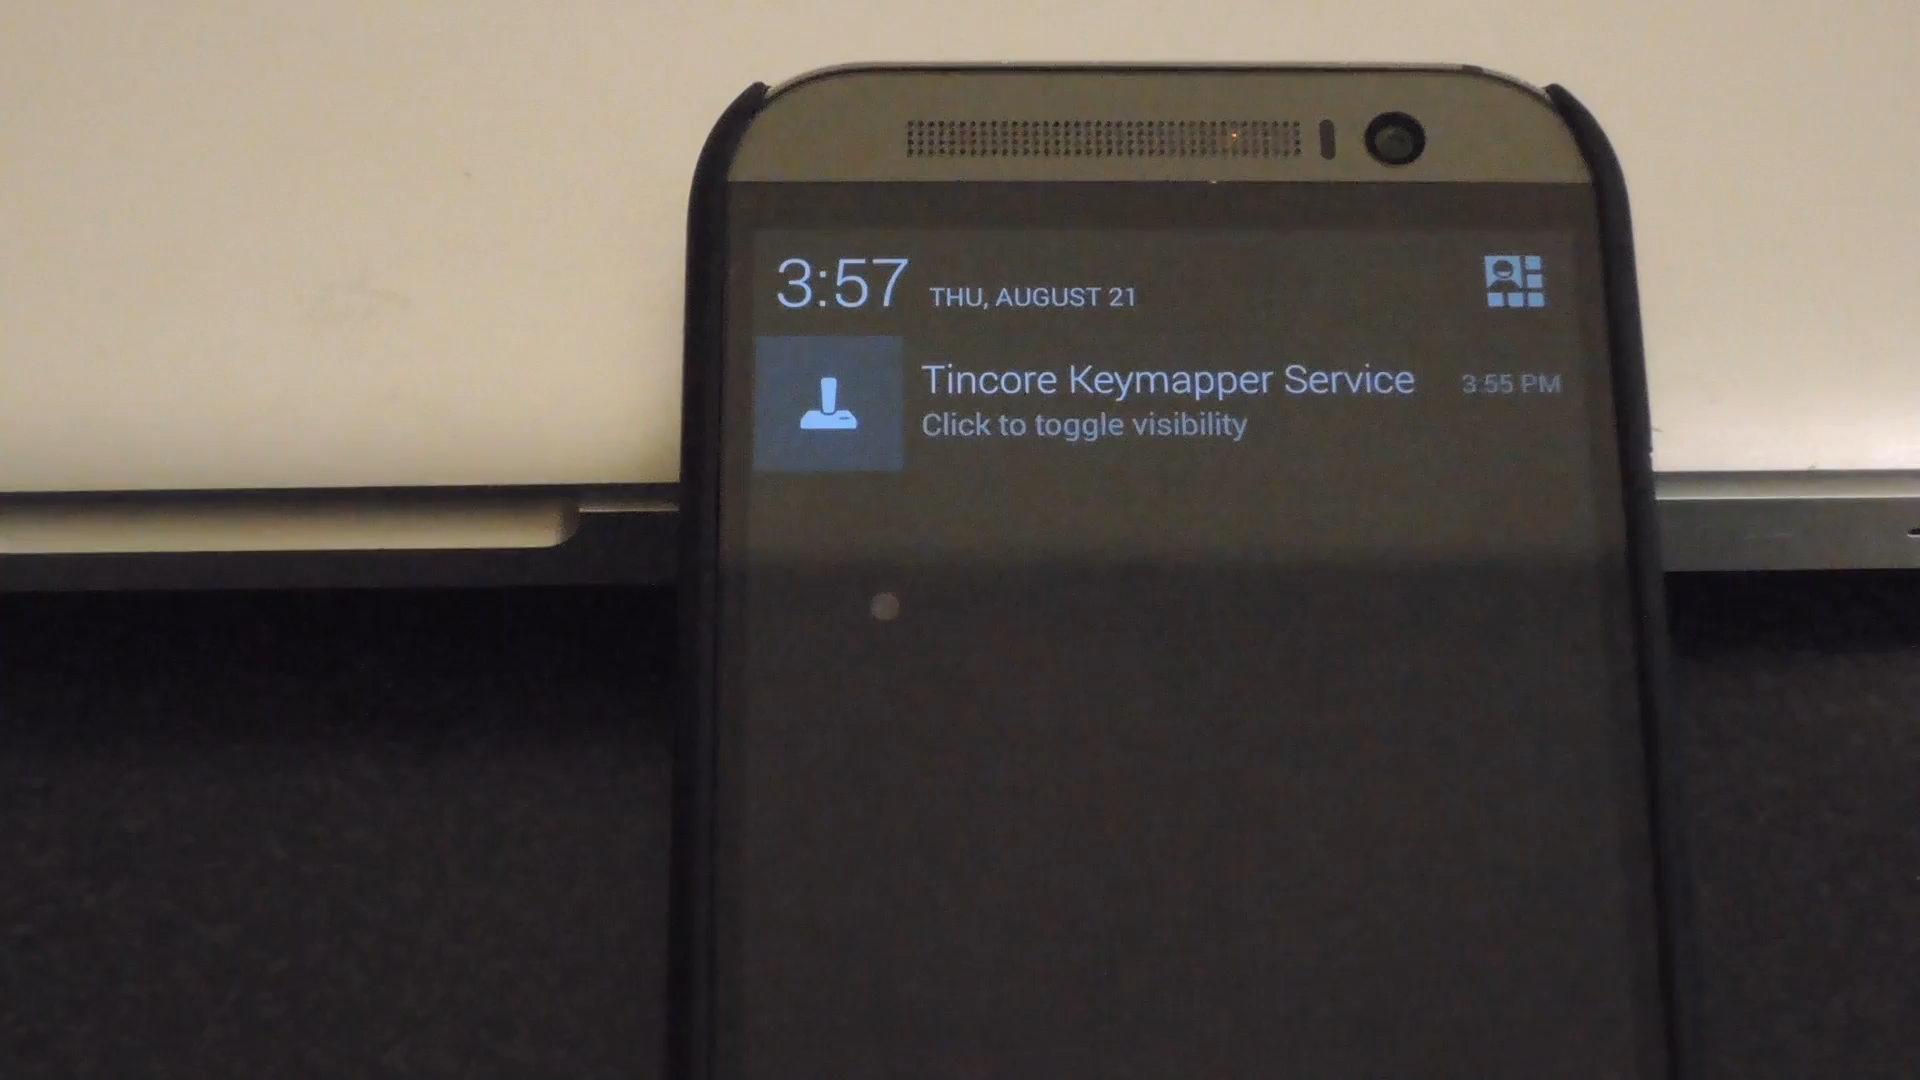 3:57 THU, AUGUST 21
Tincore Keymapper Service 3:55 PM
Click to toggle visibility